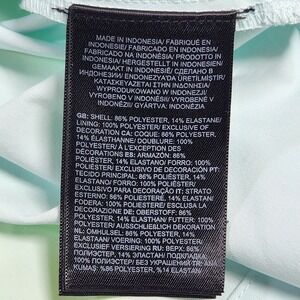 MADE IN INDONESIA/ FABRIQUÉ EN
INDONÉSIE/ FABRICADO EN INDONESIA/
FABRICADO NA INDONÉSIA/ PRODOTTO IN
INDONESIA/ HERGESTELLT IN INDONESIEN/
GEMAAKT IN INDONESIË/ СДЕЛАНО В
ИНДОНЕЗИИ/ ENDONEZYA'DA ÜRETİLMİŞTİR/
ΚΑΤΑΣΚΕΥΑΖΕΤΑΙ ΣΤΗΝ ΙΝΔΟΝΗΣΙΑ/
WYPRODUKOWANO W INDONEZJI/
VYROBENO V INDONÉSII/ VYROBENÉ V
INDONÉZII/ GYÁRTVA: INDONÉZIA
GB: SHELL: 86% POLYESTER, 14% ELASTANE/
LINING: 100% POLYESTER/ EXCLUSIVE OF
DECORATION CA: COQUE: 86% POLYESTER, 14%
ÉLASTHANNE/ DOUBLURE: 100%
POLYESTER/ À L'EXCEPTION DES
DÉCORATIONS ES: ARMAZÓN: 86%
POLIÉSTER, 14% ELASTANO/ FORRO: 100%
POLIÉSTER/ EXCLUSIVO DE DECORACIÓN PT:
TECIDO PRINCIPAL: 86% POLIÉSTER, 14%
ELASTANO/ FORRO: 100% POLIÉSTER/
EXCLUSIVO PARA DECORAÇÃO IT: STRATO
ESTERNO: 86% POLIESTERE, 14% ELASTAN/
FODERA: 100% POLIESTERE/ ESCLUSA LA
DECORAZIONE DE: OBERSTOFF: 86%
POLYESTER, 14% ELASTHAN/ FUTTER: 100%
POLYESTER/ AUSSCHLIEßLICH DEKORATION
NL: OMHULSEL: 86% POLYESTER, 14%
ELASTAAN/ VOERING: 100% POLYESTER/
EXCLUSIEF VERSIERING RU: ВЕРХ: 86%
ПОЛИЭСТЕР, 14% ЭЛАСТАН/ ПОДКЛАДКА:
100% ПОЛИЭСТЕР/ БЕЗ УКРАШЕНИЙ
KUMAŞ: %86 POLYESTER, %14 ELASTAN/